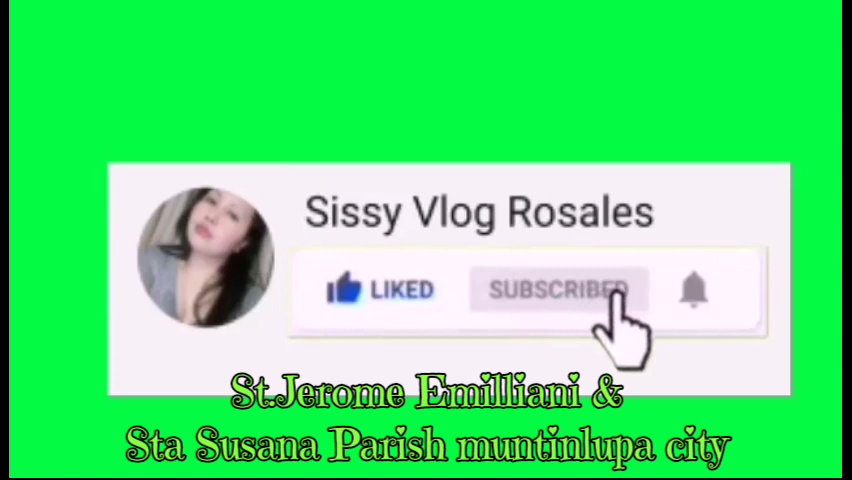 Sissy Vlog Rosales
LIKED SUBSCRIBED
St.Jerome Emilliani &
Sta Susana Parish muntinlupa city